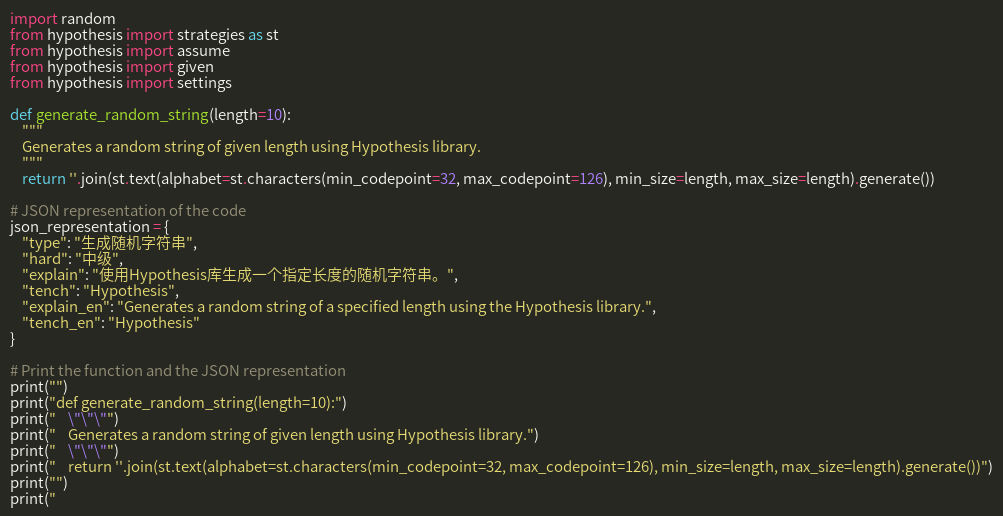 import random
from hypothesis import strategies as st
from hypothesis import assume
from hypothesis import given
from hypothesis import settings

def generate_random_string(length=10):
    """
    Generates a random string of given length using Hypothesis library.
    """
    return ''.join(st.text(alphabet=st.characters(min_codepoint=32, max_codepoint=126), min_size=length, max_size=length).generate())

# JSON representation of the code
json_representation = {
    "type": "生成随机字符串",
    "hard": "中级",
    "explain": "使用Hypothesis库生成一个指定长度的随机字符串。",
    "tench": "Hypothesis",
    "explain_en": "Generates a random string of a specified length using the Hypothesis library.",
    "tench_en": "Hypothesis"
}

# Print the function and the JSON representation
print("")
print("def generate_random_string(length=10):")
print("    \"\"\"")
print("    Generates a random string of given length using Hypothesis library.")
print("    \"\"\"")
print("    return ''.join(st.text(alphabet=st.characters(min_codepoint=32, max_codepoint=126), min_size=length, max_size=length).generate())")
print("")
print("